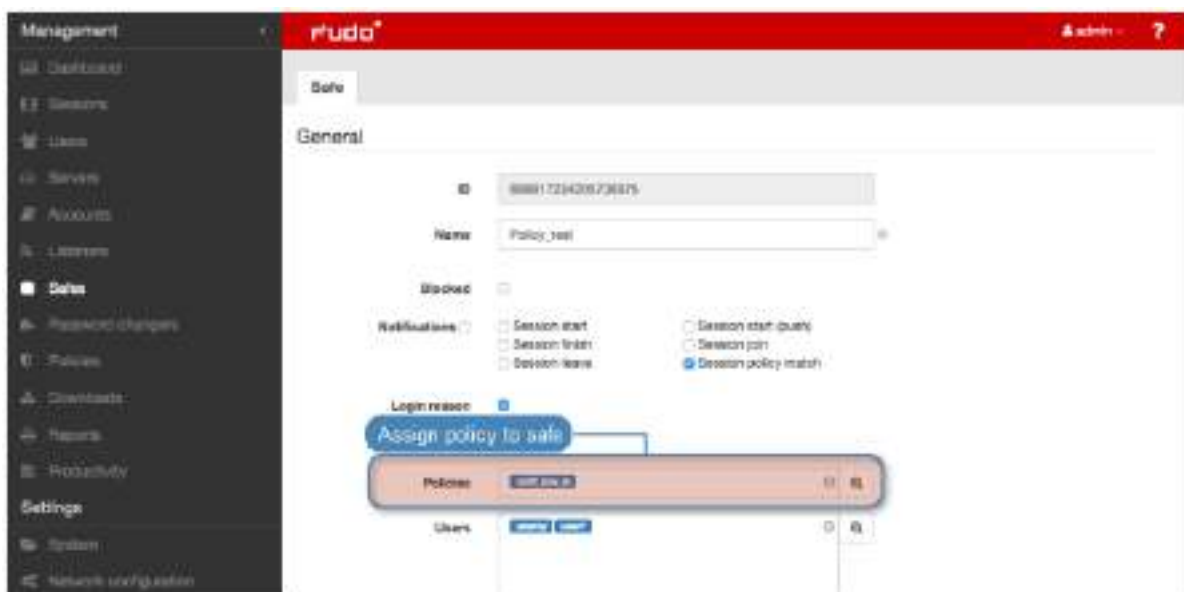 Management
fudo
admin
?
Dashboard
Safe
Sessions
General
Users
Servers
ID
Accounts
Name
Policy_test
Listeners
Safes
Blocked
Password changers
Notifications
Session start
Session start (push)
Session finish
Session join
Session leave
Session policy match
Policies
Downloads
Login reason
Reports
Assign policy to safe
Productivity
Policies
Settings
Users
System
Network configuration